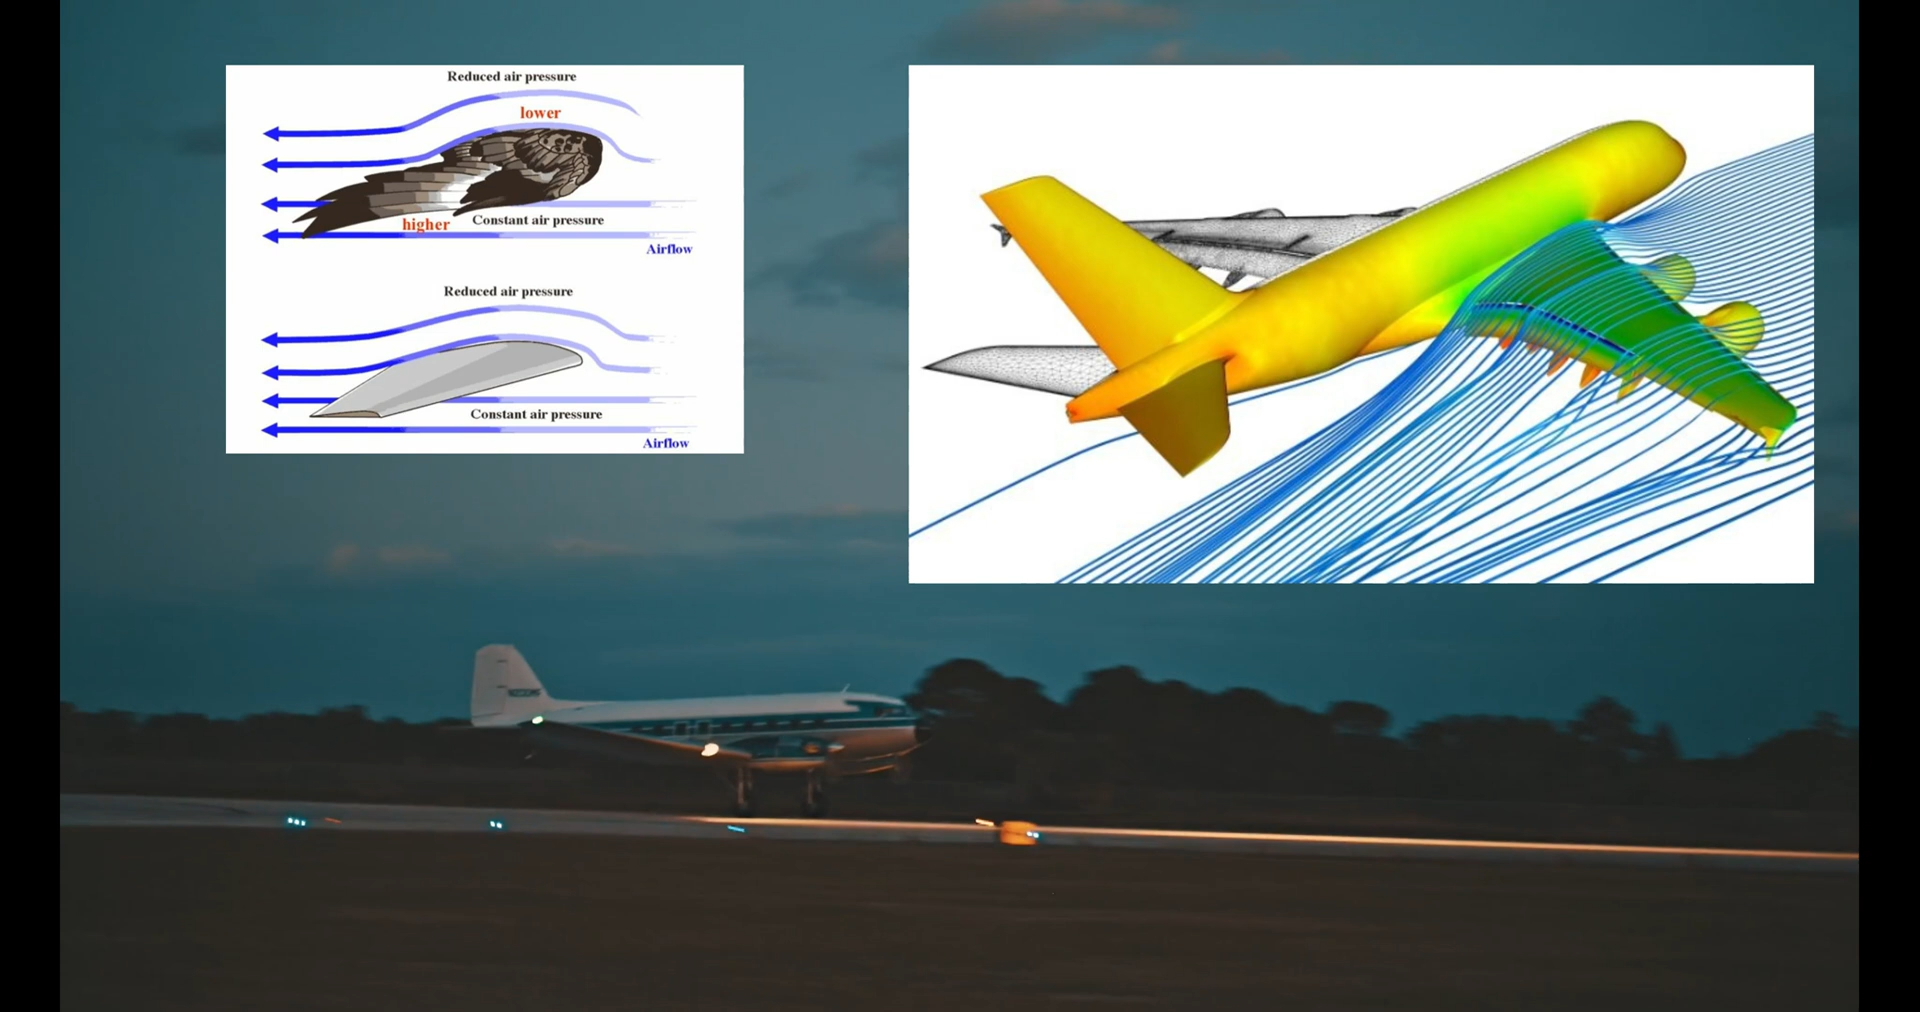 Reduced air pressure
lower
higher
Constant air pressure
Airflow
Reduced air pressure
Constant air pressure
Airflow